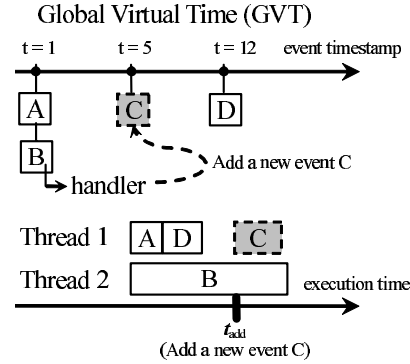 Global Virtual Time (GVT)
t = 1 t = 5 t = 12 event timestamp
A C D
B
handler Add a new event C
Thread 1 A D C
Thread 2 B execution time
tadd
(Add a new event C)